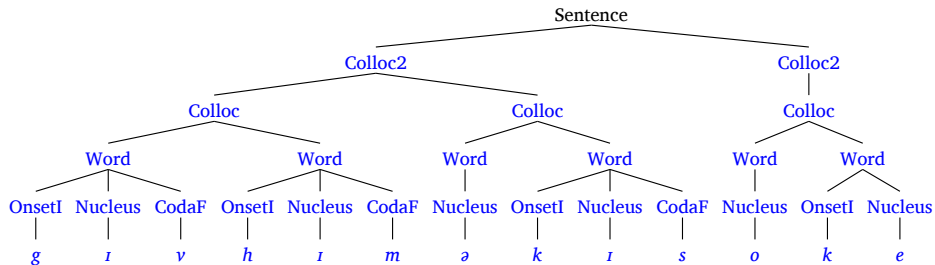 Sentence
Colloc2 Colloc2
Colloc Colloc Colloc
Word Word Word Word Word Word
OnsetI Nucleus CodaF OnsetI Nucleus CodaF Nucleus OnsetI Nucleus CodaF Nucleus OnsetI Nucleus
g ɪ v h ɪ m ə k ɪ s o k e